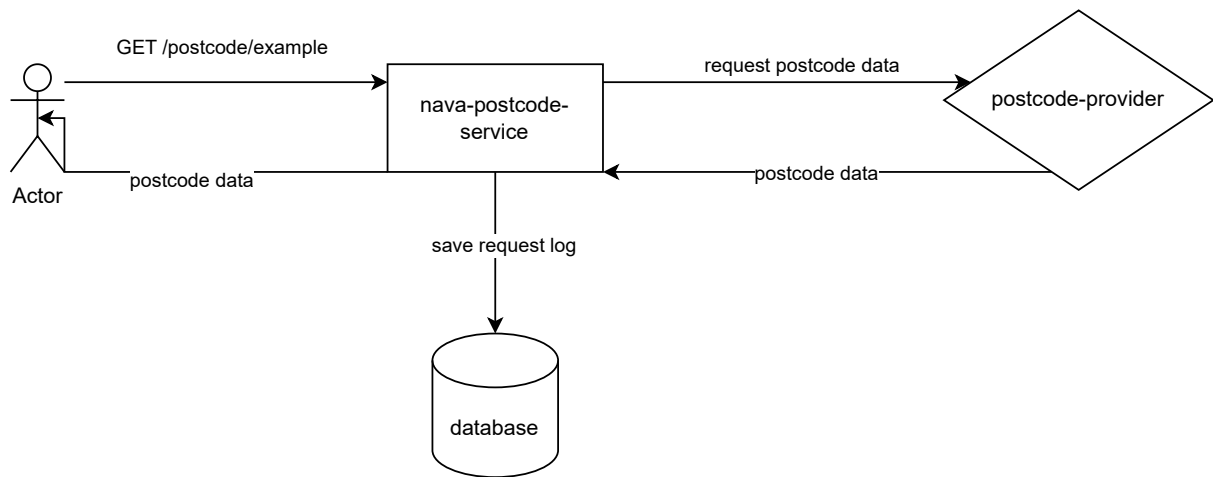 GET /postcode/example
request postcode data
nava-postcode-
service
postcode-provider
Actor
postcode data
postcode data
save request log
database